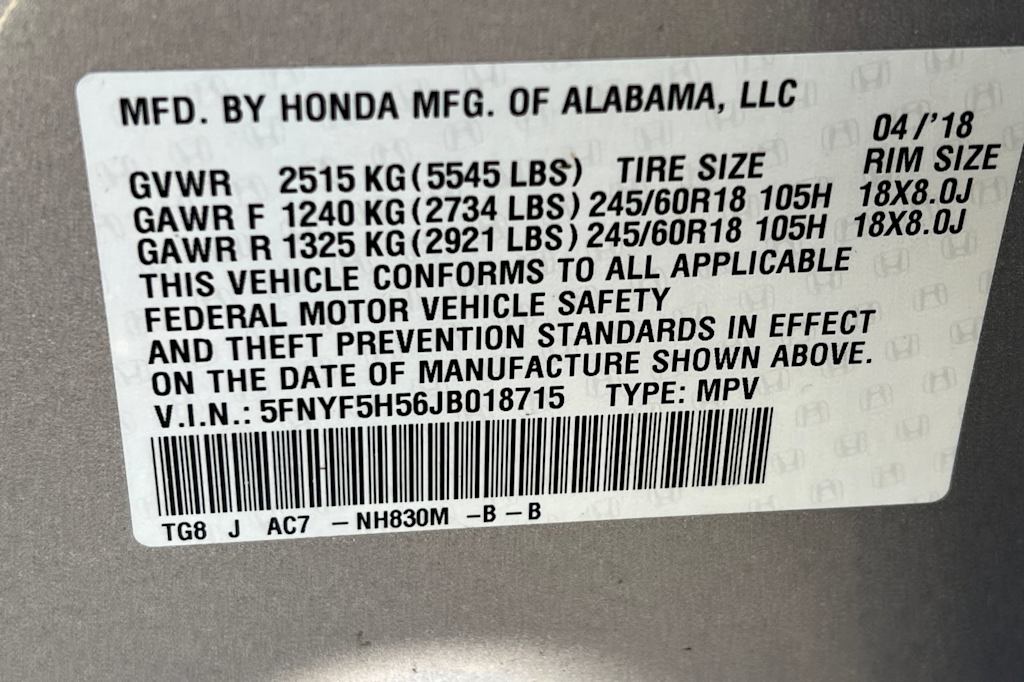 MFD. BY HONDA MFG. OF ALABAMA, LLC
04/'18
GVWR 2515 KG (5545 LBS) TIRE SIZE RIM SIZE
GAWR F 1240 KG (2734 LBS) 245/60R18 105H 18X8.0J
GAWR R 1325 KG (2921 LBS) 245/60R18 105H 18X8.0J
THIS VEHICLE CONFORMS TO ALL APPLICABLE
FEDERAL MOTOR VEHICLE SAFETY
AND THEFT PREVENTION STANDARDS IN EFFECT
ON THE DATE OF MANUFACTURE SHOWN ABOVE.
V.I.N.: 5FNYF5H56JB018715 TYPE: MPV
TG8 J AC7 – NH830M – B – B